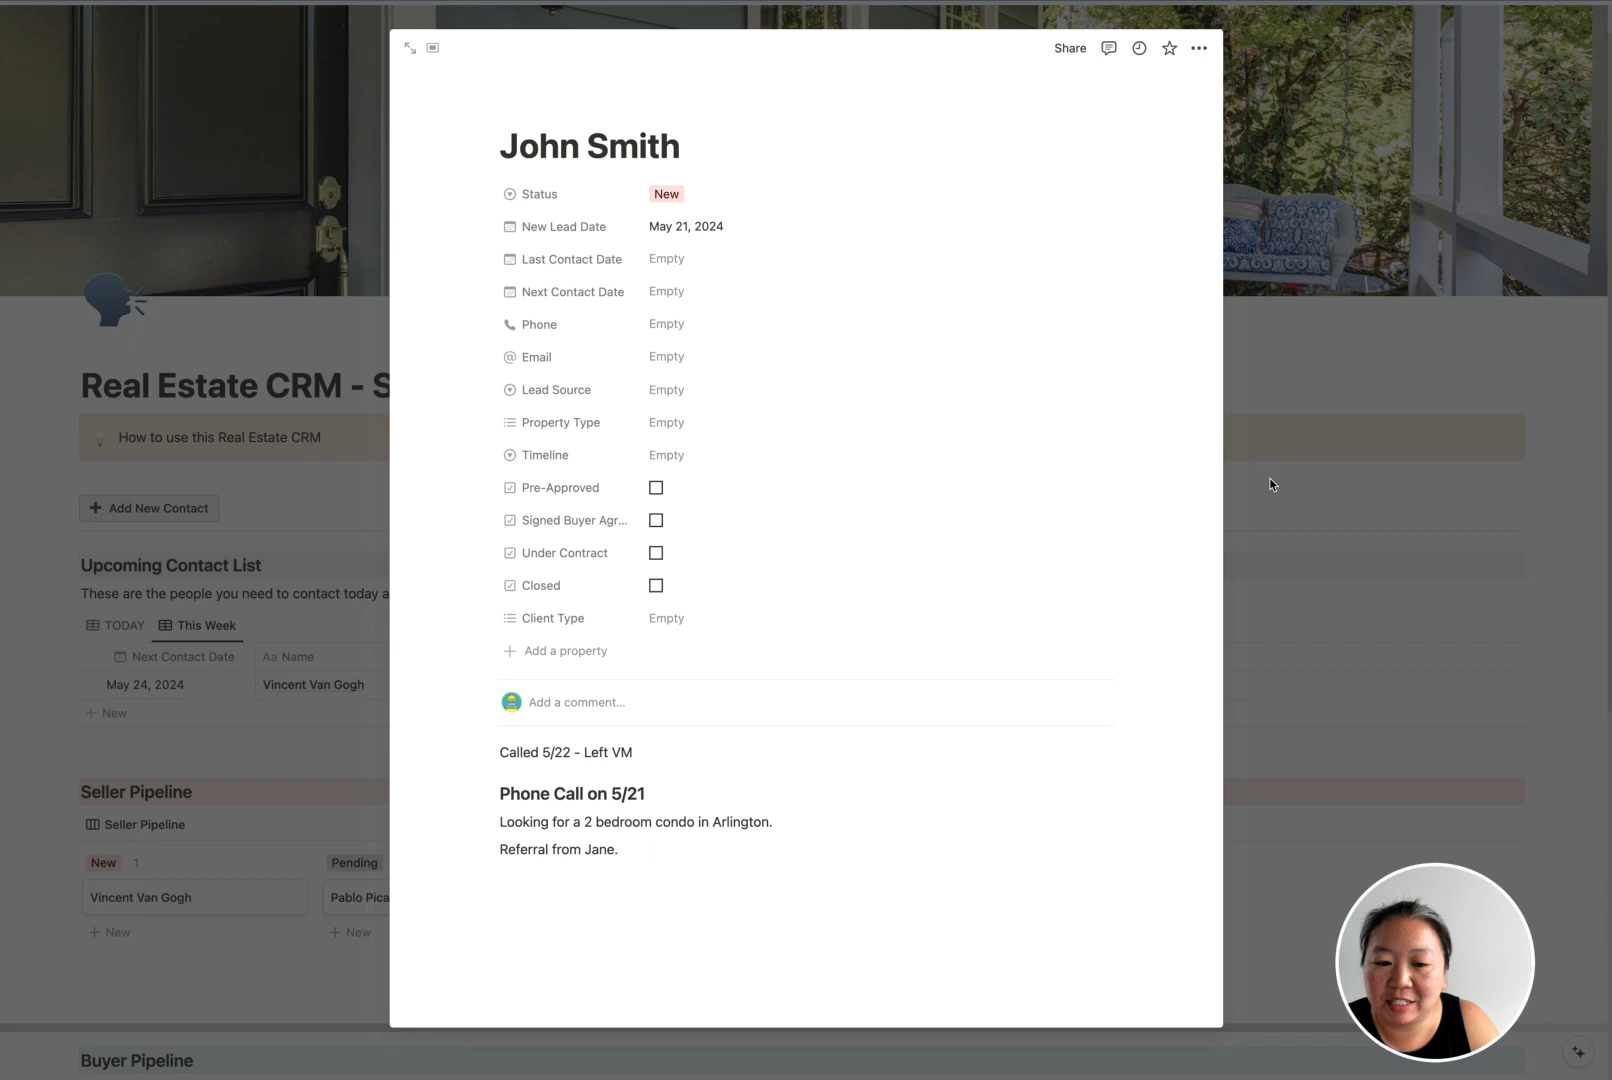 Share
John Smith
Status New
New Lead Date May 21, 2024
Last Contact Date Empty
Next Contact Date Empty
Phone Empty
Email Empty
Lead Source Empty
Property Type Empty
Timeline Empty
Pre-Approved
Signed Buyer Agr...
Under Contract
Closed
Client Type Empty
Add a property
Add a comment...
Called 5/22 - Left VM
Phone Call on 5/21
Looking for a 2 bedroom condo in Arlington.
Referral from Jane.
Real Estate CRM - S
How to use this Real Estate CRM
Add New Contact
Upcoming Contact List
These are the people you need to contact today a
TODAY This Week
Next Contact Date Aa Name
May 24, 2024 Vincent Van Gogh
New
Seller Pipeline
Seller Pipeline
New 1 Pending
Vincent Van Gogh Pablo Pica
New New
Buyer Pipeline